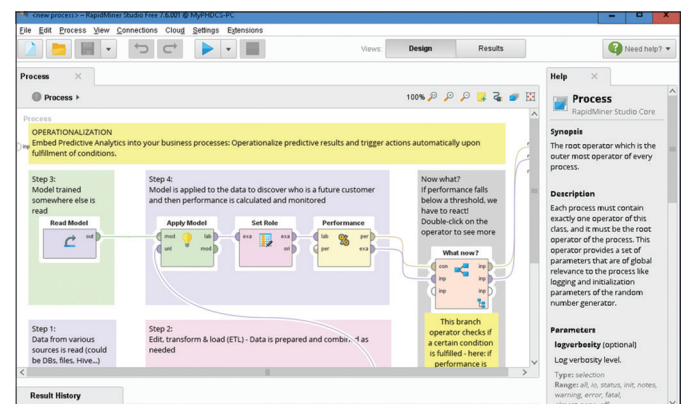 <new process> – RapidMiner Studio Free 7.6.001 @ MyPHDCS-PC
File Edit Process View Connections Cloud Settings Extensions
Views: Design Results Need help?
Process
Process
100%
Process
OPERATIONALIZATION
Embed Predictive Analytics into your business processes: Operationalize predictive results and trigger actions automatically upon
fulfillment of conditions.
inp
Step 3:
Model trained
somewhere else is
read
Read Model
out
Step 4:
Model is applied to the data to discover who is a future customer
and then performance is calculated and monitored
Apply Model
mod lab
unl mod
Set Role
exa exa
ori
Performance
lab per
per exa
Now what?
If performance falls
below a threshold, we
have to react!
Double-click on the
operator to see more
What now?
con inp
inp inp
inp inp
This branch
operator checks if
a certain condition
is fulfilled - here: if
performance is
Step 1:
Data from various
sources is read (could
be DBs, files, Hive...)
Step 2:
Edit, transform & load (ETL) - Data is prepared and combined as
needed
Result History
Help
Process
RapidMiner Studio Core
Synopsis
The root operator which is the
outer most operator of every
process.
Description
Each process must contain
exactly one operator of this
class, and it must be the root
operator of the process. This
operator provides a set of
parameters that are of global
relevance to the process like
logging and initialization
parameters of the random
number generator.
Parameters
logverbosity (optional)
Log verbosity level.
Type: selection
Range: all, io, status, init, notes,
warning, error, fatal,